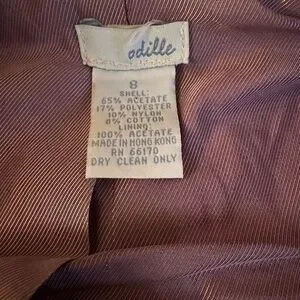 odille
8
SHELL:
65% ACETATE
17% POLYESTER
10% NYLON
8% COTTON
LINING:
100% ACETATE
MADE IN HONG KONG
RN 66170
DRY CLEAN ONLY